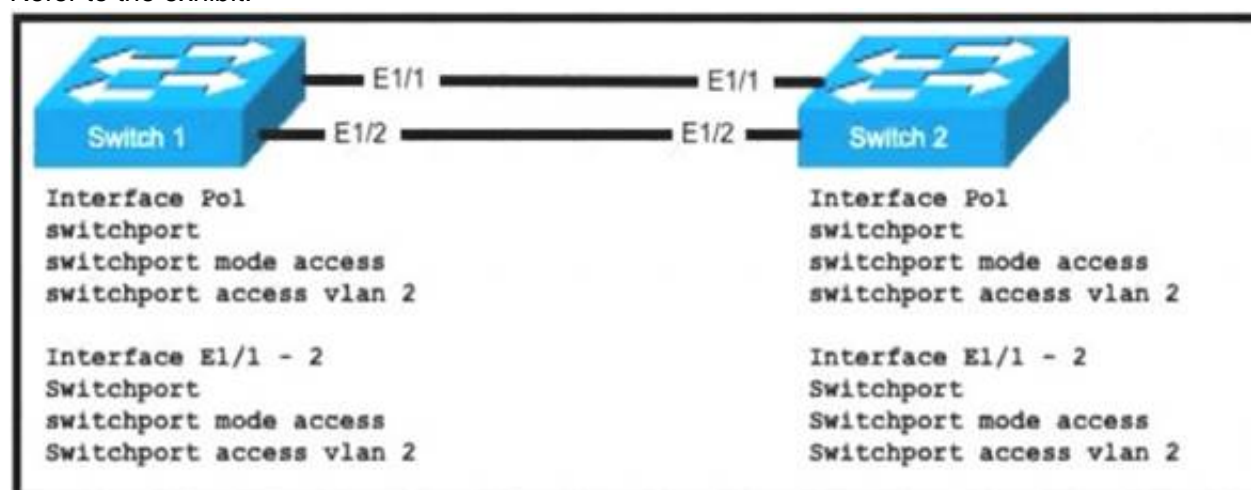 E1/1 E1/1
Switch 1 E1/2 E1/2 Switch 2
Interface Po1
switchport
switchport mode access
switchport access vlan 2
Interface E1/1 - 2
Switchport
switchport mode access
Switchport access vlan 2
Interface Po1
switchport
switchport mode access
switchport access vlan 2
Interface E1/1 - 2
Switchport
Switchport mode access
Switchport access vlan 2